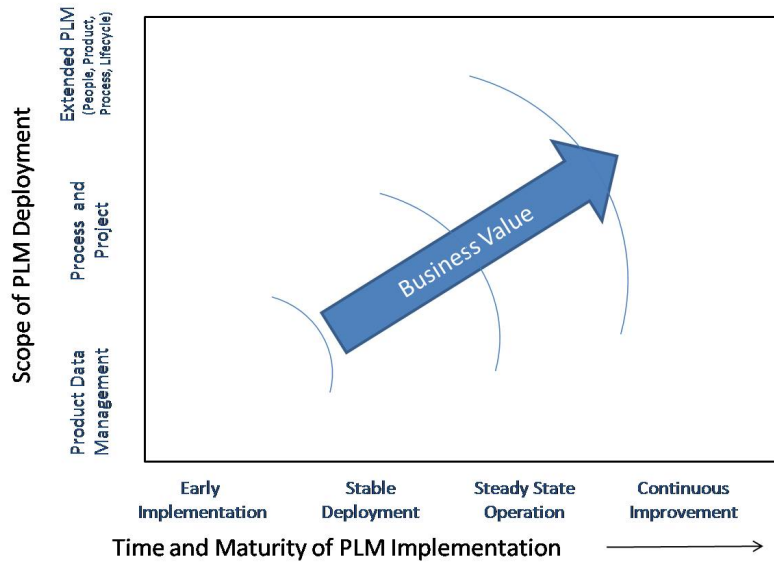 Scope of PLM Deployment
Extended PLM
(People, Product,
Process, Lifecycle)
Process and
Project
Product Data
Management
Business Value
Early
Implementation
Stable
Deployment
Steady State
Operation
Continuous
Improvement
Time and Maturity of PLM Implementation